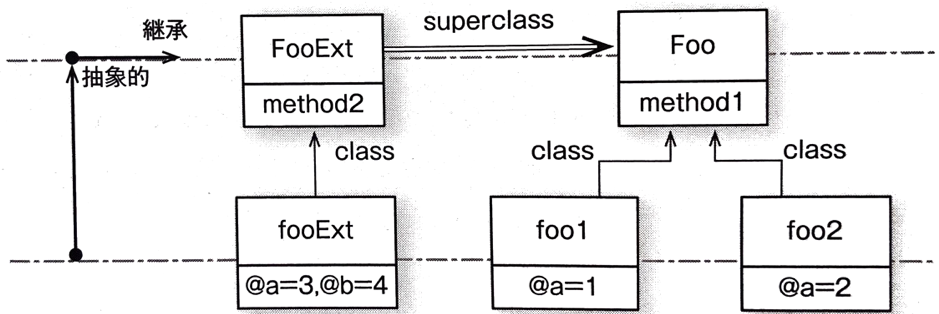 継承
抽象的
superclass
FooExt
method2
Foo
method1
class
class
class
fooExt
@a=3,@b=4
foo1
@a=1
foo2
@a=2